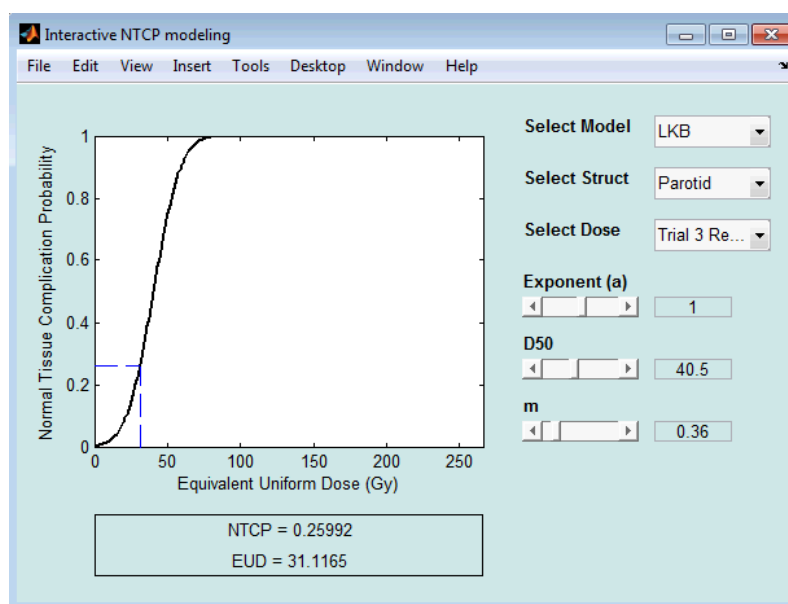 Interactive NTCP modeling
File Edit View Insert Tools Desktop Window Help
Normal Tissue Complication Probability
1
0.8
0.6
0.4
0.2
0
0 50 100 150 200 250
Equivalent Uniform Dose (Gy)
NTCP = 0.25992
EUD = 31.1165
Select Model LKB
Select Struct Parotid
Select Dose Trial 3 Re...
Exponent (a)
1
D50
40.5
m
0.36